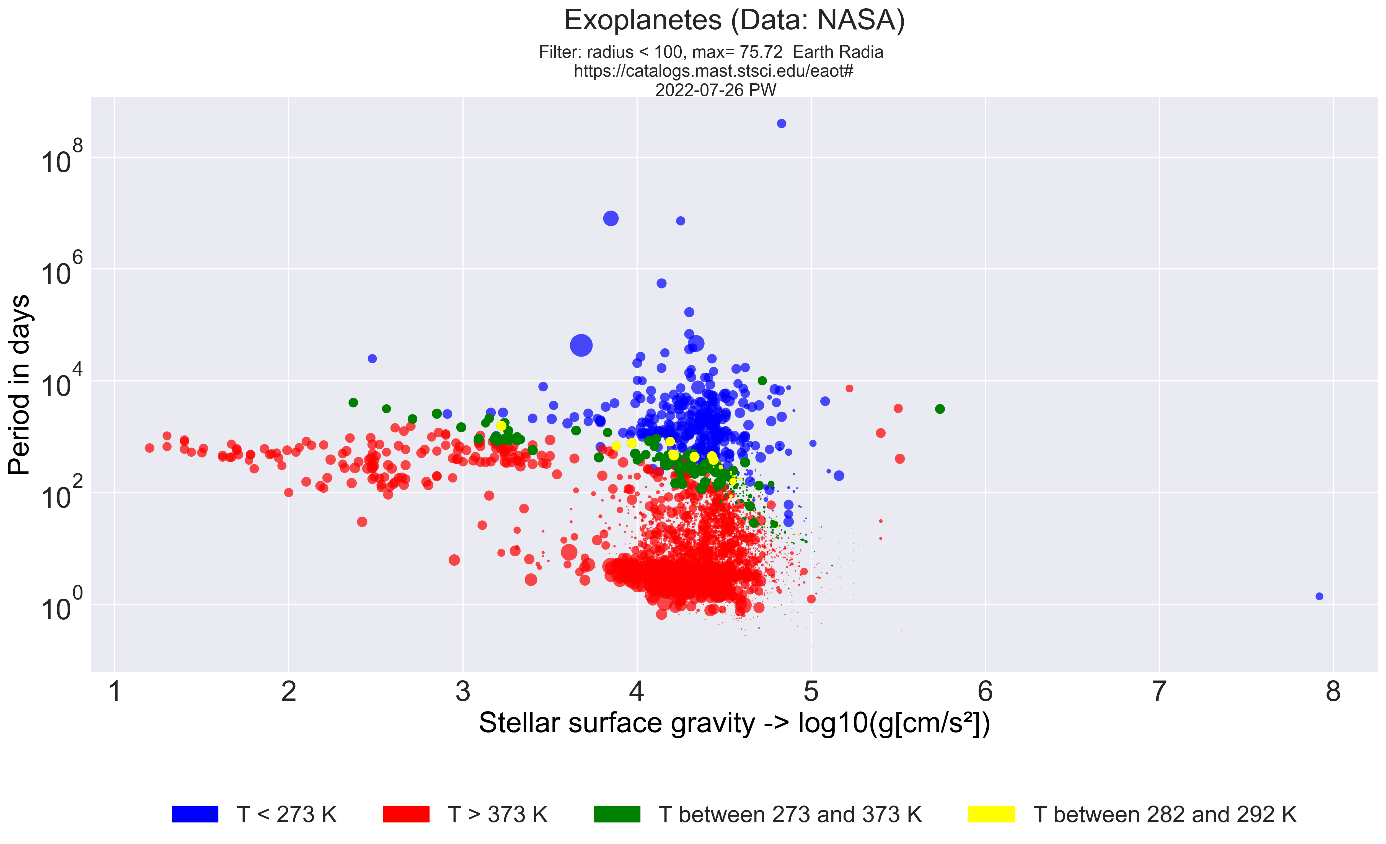 Exoplanetes (Data: NASA)
Filter: radius < 100, max= 75.72  Earth Radia
https://catalogs.mast.stsci.edu/eaot#
2022-07-26 PW
Period in days
10^8
10^6
10^4
10^2
10^0
1 2 3 4 5 6 7 8
Stellar surface gravity -> log10(g[cm/s²])
T < 273 K
T > 373 K
T between 273 and 373 K
T between 282 and 292 K